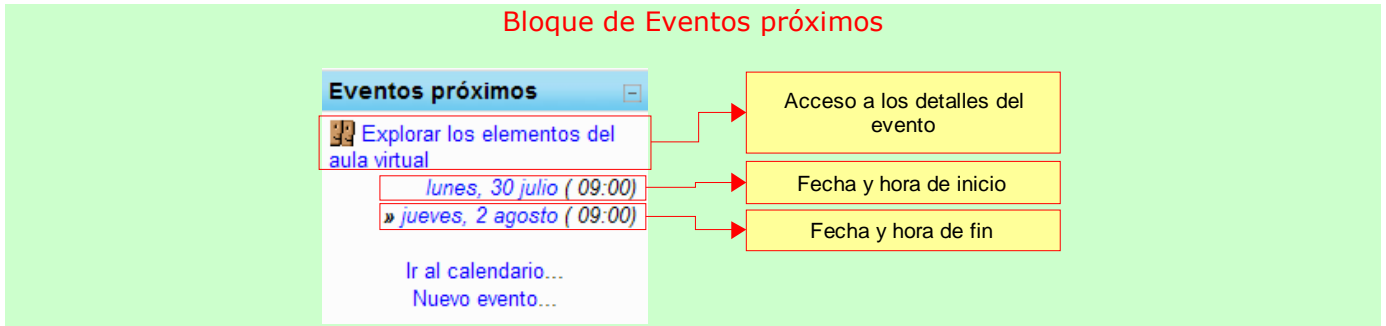 Bloque de Eventos próximos
Eventos próximos
Explorar los elementos del
aula virtual
lunes, 30 julio ( 09:00)
» jueves, 2 agosto ( 09:00)
Ir al calendario...
Nuevo evento...
Acceso a los detalles del
evento
Fecha y hora de inicio
Fecha y hora de fin